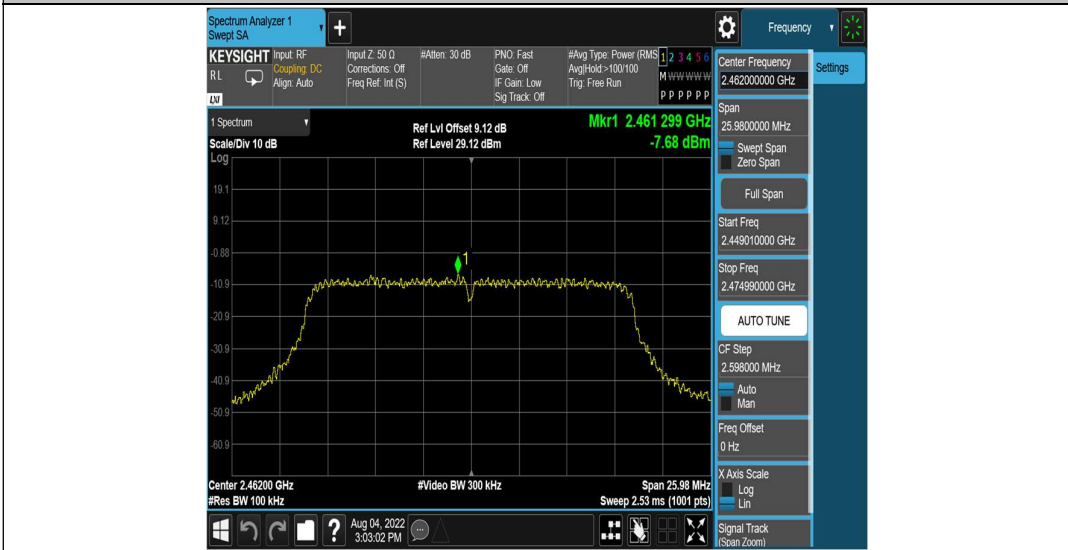 Spectrum Analyzer 1
Swept SA
+
Frequency
KEYSIGHT
RL
LXI
Input: RF
Coupling: DC
Align: Auto
Input Z: 50 Ω
Corrections: Off
Freq Ref: Int (S)
#Atten: 30 dB
PNO: Fast
Gate: Off
IF Gain: Low
Sig Track: Off
#Avg Type: Power (RMS
Avg|Hold:>100/100
Trig: Free Run
1 2 3 4 5 6
M W W W W W
P P P P P P
1 Spectrum
Scale/Div 10 dB
Log
Ref Lvl Offset 9.12 dB
Ref Level 29.12 dBm
Mkr1 2.461 299 GHz
-7.68 dBm
19.1
9.12
-0.88
-10.9
-20.9
-30.9
-40.9
-50.9
-60.9
1
Center 2.46200 GHz
#Res BW 100 kHz
#Video BW 300 kHz
Span 25.98 MHz
Sweep 2.53 ms (1001 pts)
?
Aug 04, 2022
3:03:02 PM
Center Frequency
2.462000000 GHz
Settings
Span
25.9800000 MHz
Swept Span
Zero Span
Full Span
Start Freq
2.449010000 GHz
Stop Freq
2.474990000 GHz
AUTO TUNE
CF Step
2.598000 MHz
Auto
Man
Freq Offset
0 Hz
X Axis Scale
Log
Lin
Signal Track
(Span Zoom)